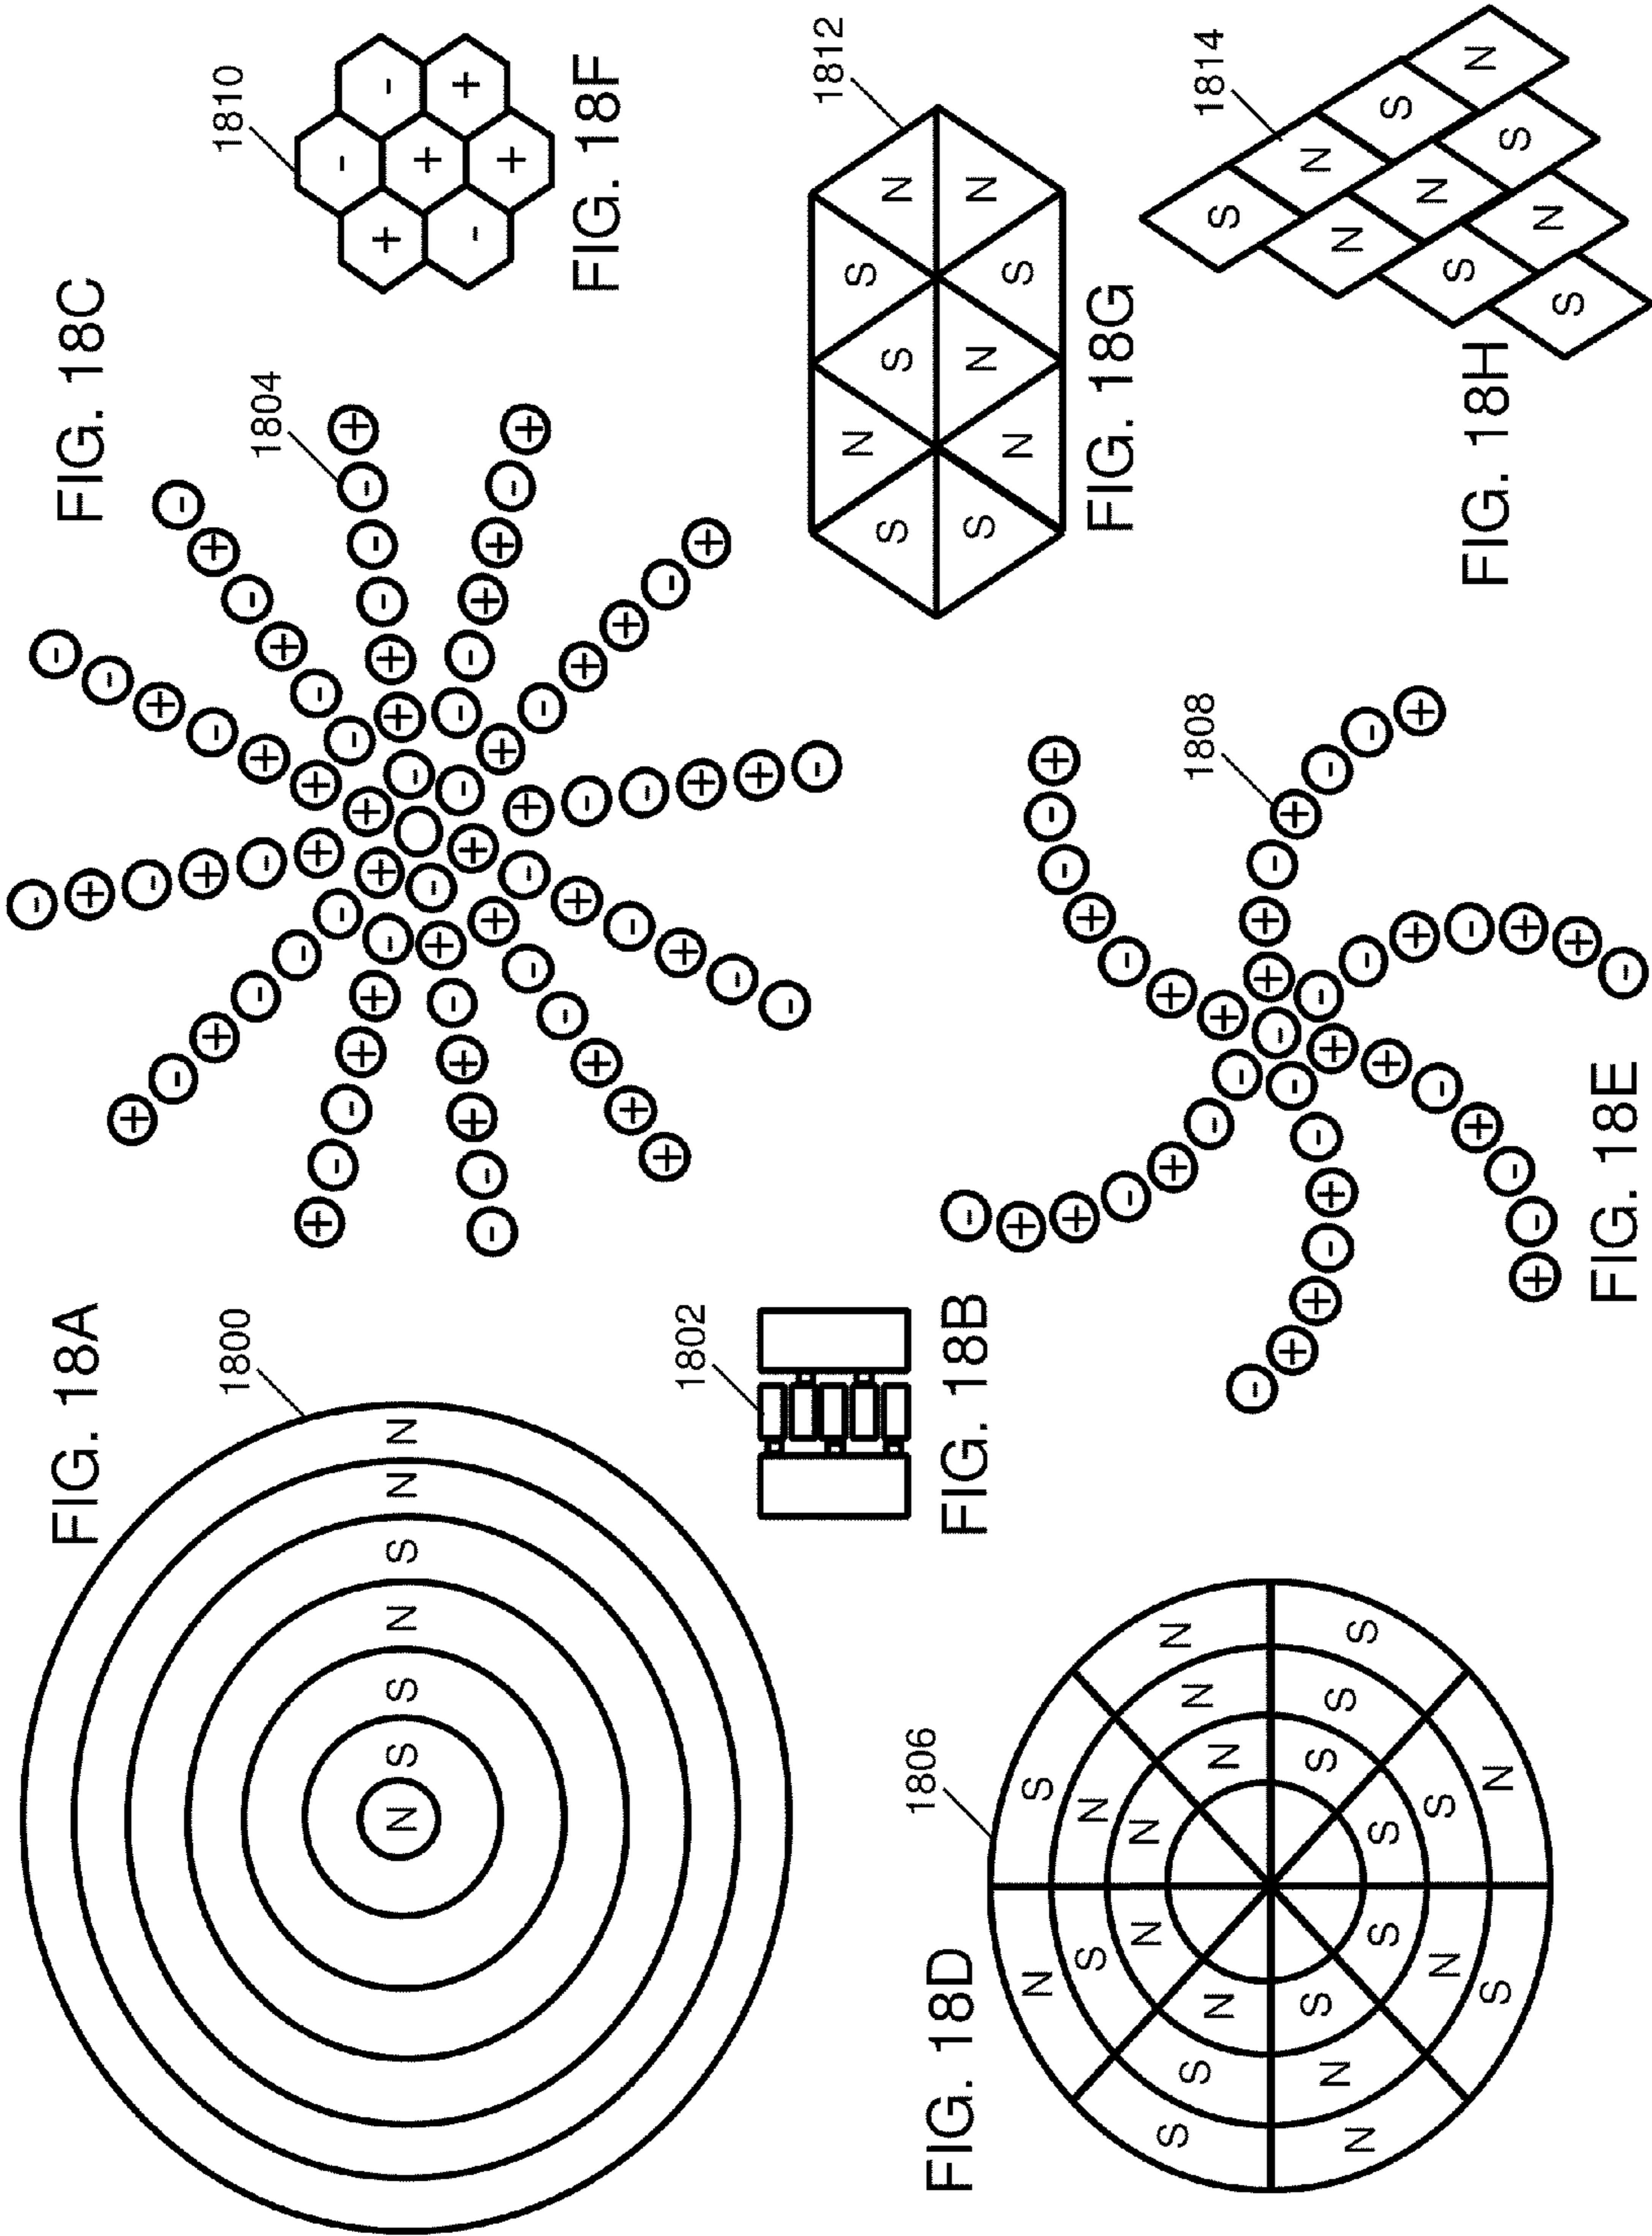 FIG. 18A
1800
N S S N S N N
FIG. 18B
1802
FIG. 18C
1804
FIG. 18D
1806
N S
S N
N N
S N
S N
N N
S S
N S
N S
S S
N S
S N
FIG. 18E
1808
FIG. 18F
1810
-
+ -
+
- +
+
FIG. 18G
1812
S N S S N
S N N S N
FIG. 18H
1814
S
N
N
S
N
S
N
S
N
S